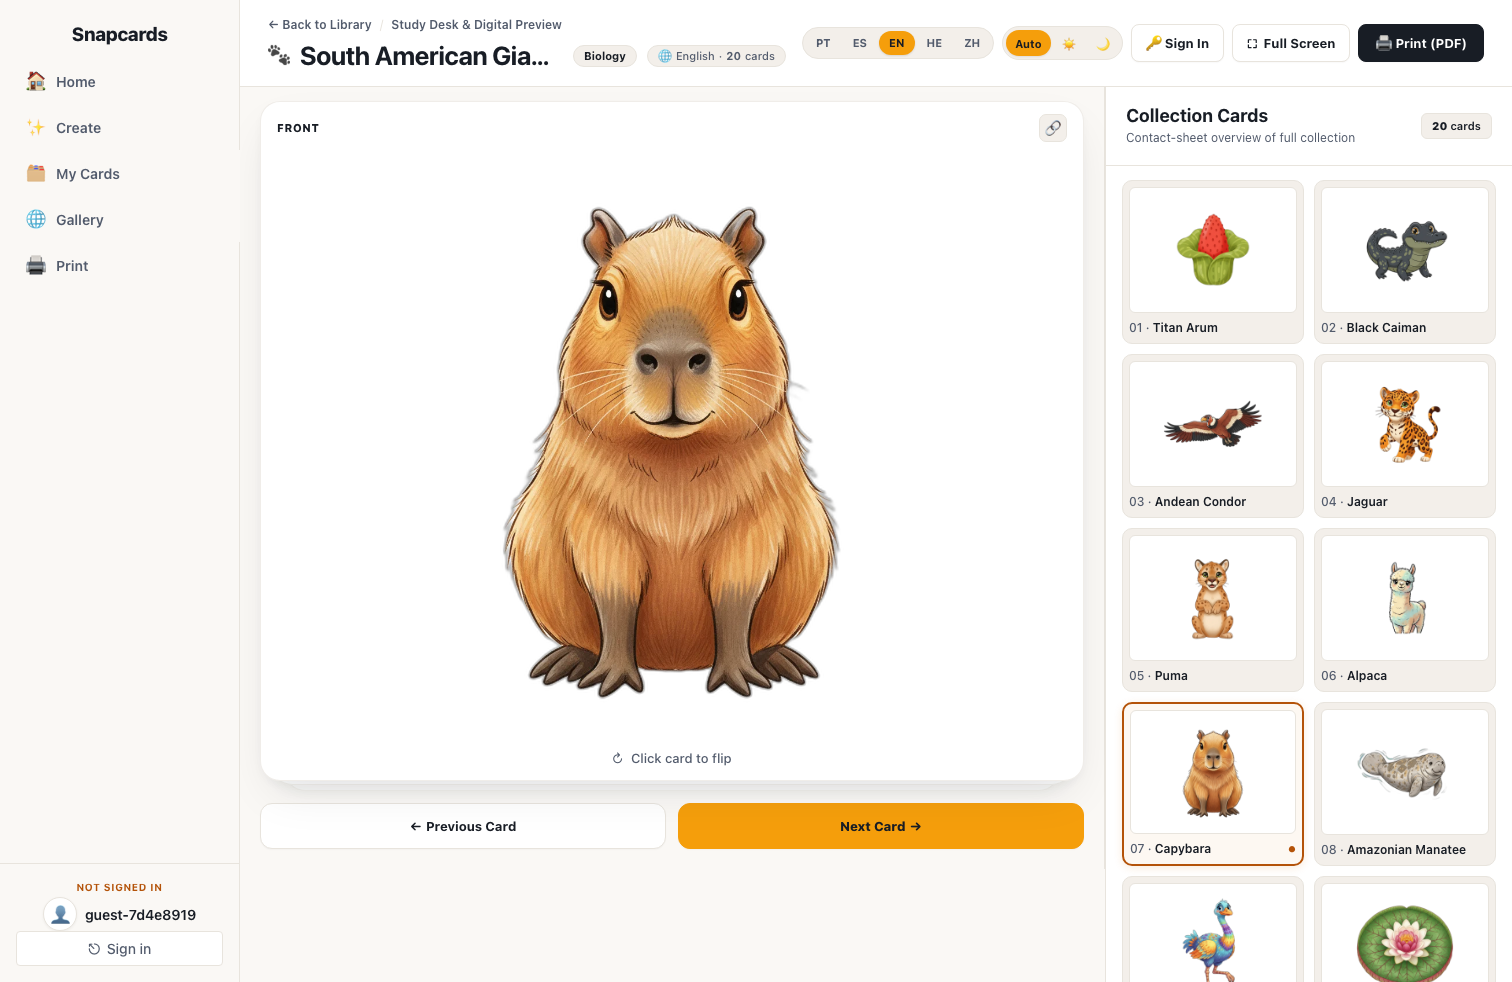 Snapcards
Home
Create
My Cards
Gallery
Print
NOT SIGNED IN
guest-7d4e8919
Sign in
← Back to Library / Study Desk & Digital Preview
South American Gia...
Biology
English · 20 cards
PT ES EN HE ZH
Auto
Sign In
Full Screen
Print (PDF)
FRONT
Click card to flip
← Previous Card
Next Card →
Collection Cards
Contact-sheet overview of full collection
20 cards
01 · Titan Arum
02 · Black Caiman
03 · Andean Condor
04 · Jaguar
05 · Puma
06 · Alpaca
07 · Capybara
08 · Amazonian Manatee